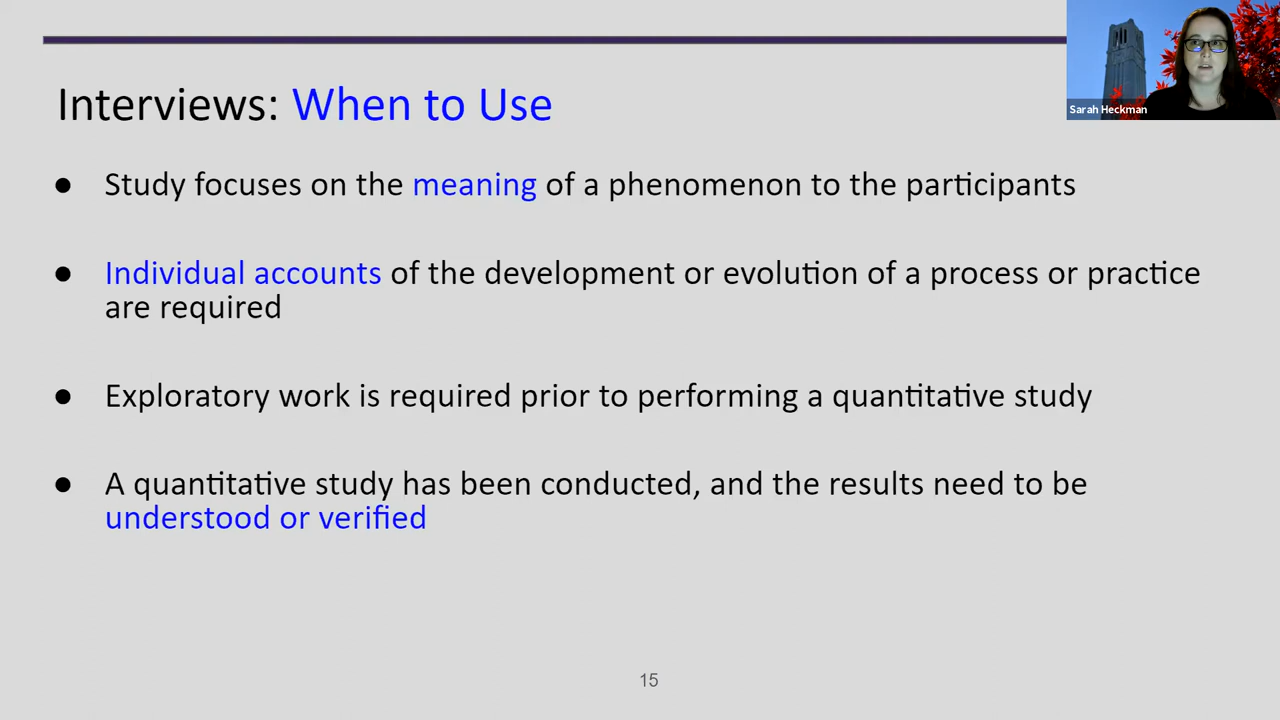 Sarah Heckman
Interviews: When to Use
● Study focuses on the meaning of a phenomenon to the participants
● Individual accounts of the development or evolution of a process or practice
are required
● Exploratory work is required prior to performing a quantitative study
● A quantitative study has been conducted, and the results need to be
understood or verified
15